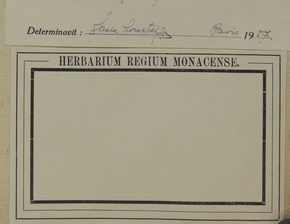 Determinavit : Paris 1957.
HERBARIUM REGIUM MONACENSE.